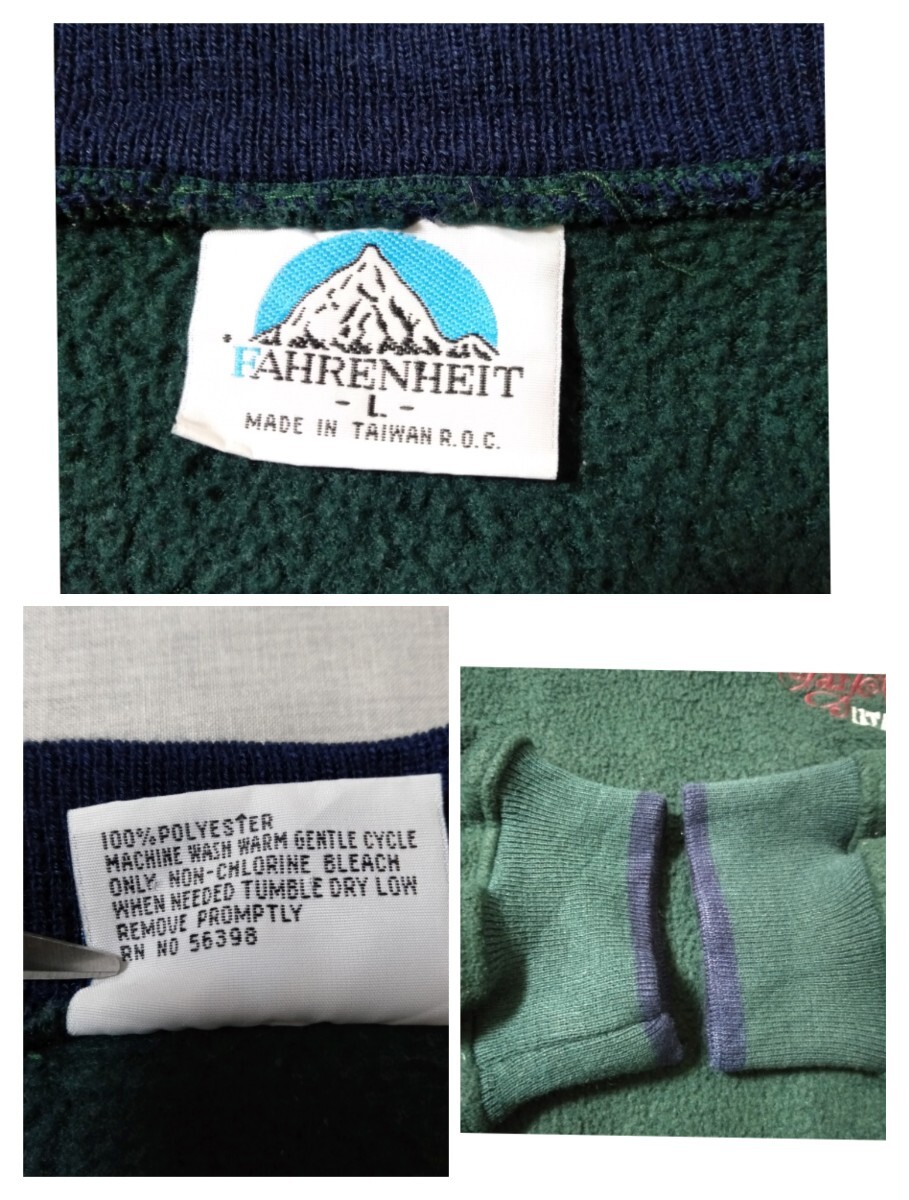 FAHRENHEIT
- L -
MADE IN TAIWAN R.O.C.
100% POLYESTER
MACHINE WASH WARM GENTLE CYCLE
ONLY NON-CHLORINE BLEACH
WHEN NEEDED TUMBLE DRY LOW
REMOVE PROMPTLY
RN NO 56398